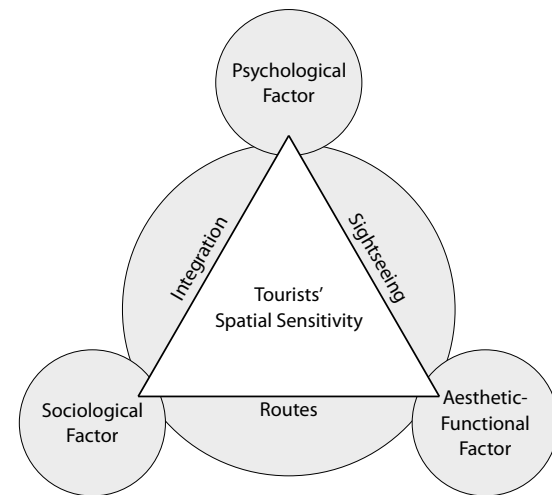 Psychological
Factor
Integration
Sightseeing
Tourists'
Spatial Sensitivity
Sociological
Factor
Routes
Aesthetic-
Functional
Factor